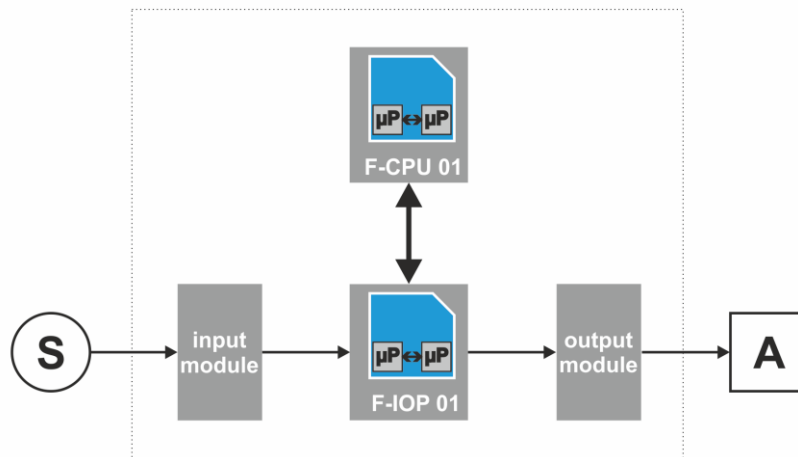 µP µP
F-CPU 01
S
input
module
µP µP
F-IOP 01
output
module
A